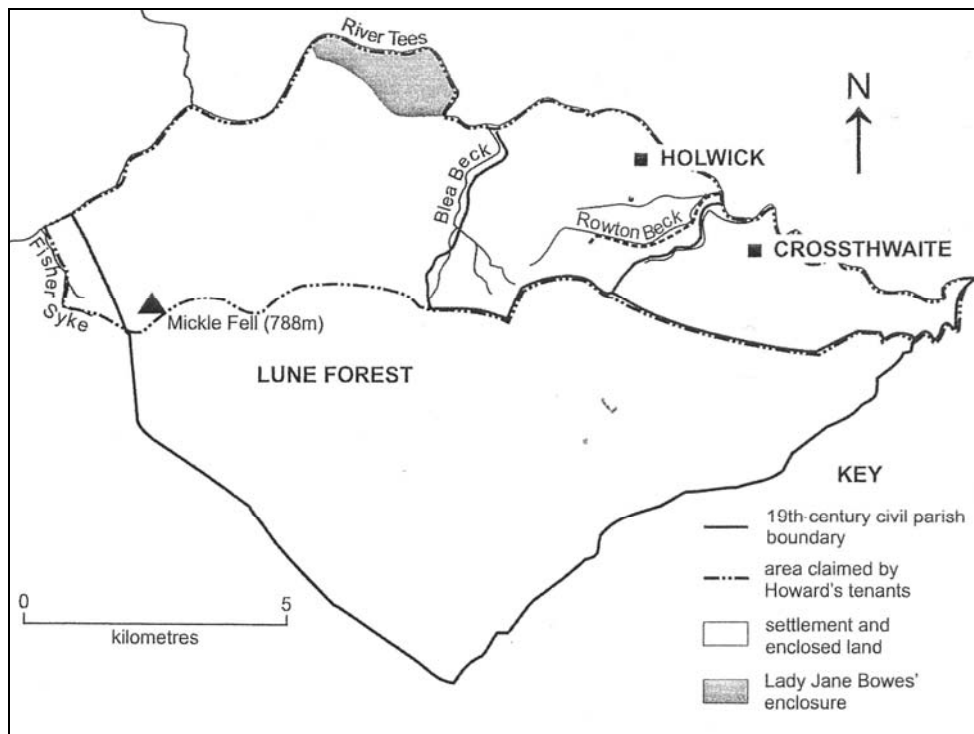 River Tees
N
HOLWICK
Blea Beck
Rowton Beck
CROSSTHWAITE
Fisher
Syke
Mickle Fell (788m)
LUNE FOREST
KEY
19th-century civil parish
boundary
area claimed by
Howard's tenants
settlement and
enclosed land
Lady Jane Bowes'
enclosure
0 5
kilometres